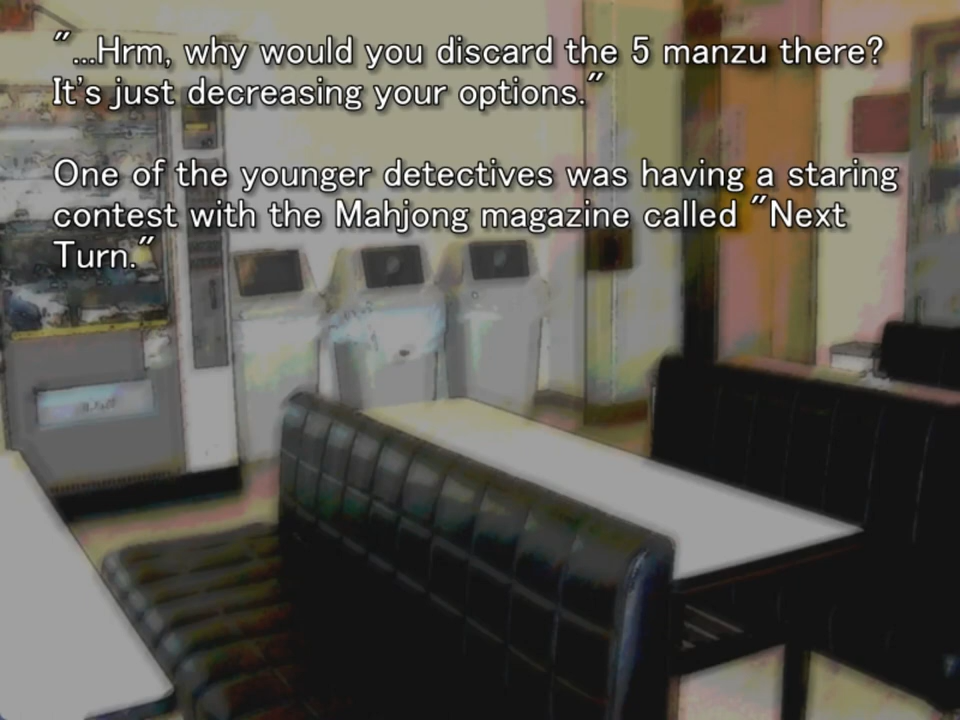 "...Hrm, why would you discard the 5 manzu there?
It's just decreasing your options."
One of the younger detectives was having a staring
contest with the Mahjong magazine called "Next
Turn."